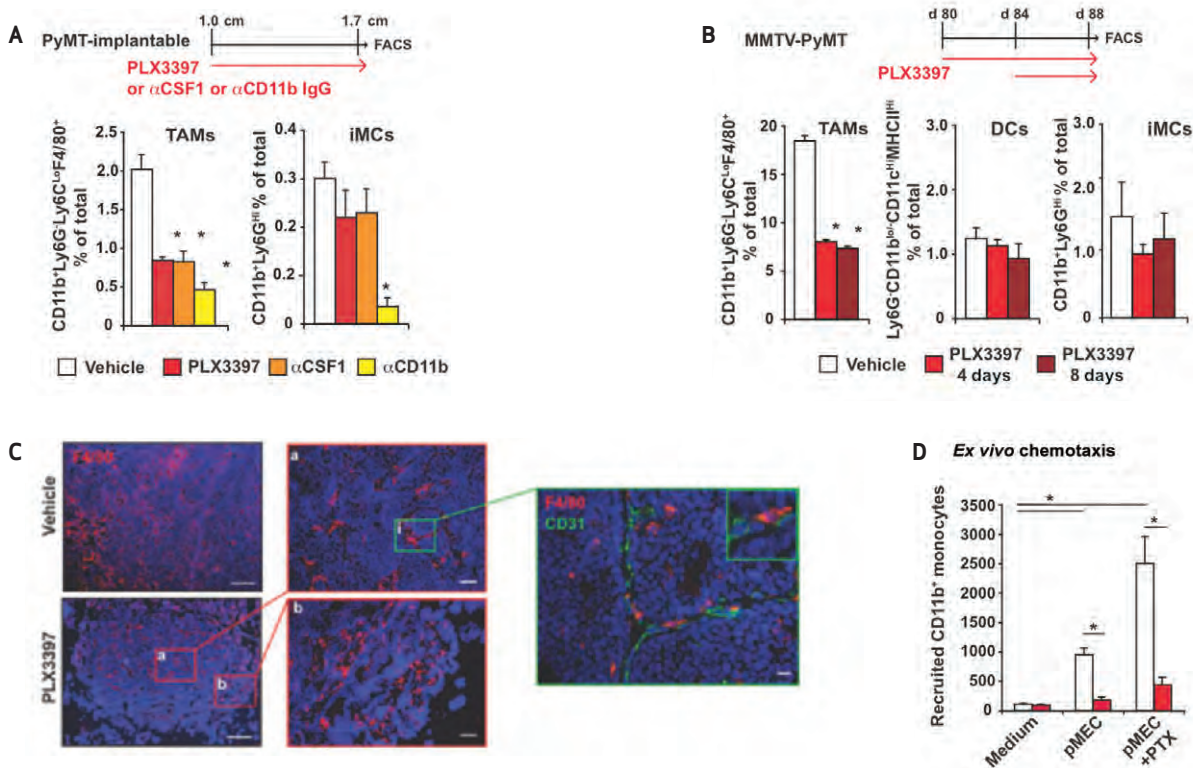 A
1.0 cm
1.7 cm
PyMT-implantable
FACS
PLX3397
or αCSF1 or αCD11b IgG
CD11b⁺Ly6G⁻Ly6CᴸᵒF4/80⁺
% of total
TAMs
2.5
2.0
1.5
1.0
0.5
0
*
*
*
CD11b⁺Ly6Gᴴⁱ % of total
iMCs
0.4
0.3
0.2
0.2
0
*
Vehicle
PLX3397
αCSF1
αCD11b
B
d 80
d 84
d 88
MMTV-PyMT
FACS
PLX3397
CD11b⁺Ly6G⁻Ly6CᴸᵒF4/80⁺
% of total
TAMs
20
15
10
5
0
*
*
Ly6G⁻CD11bˡᵒ/⁻CD11cᴴⁱMHCIIᴴⁱ
% of total
DCs
3.0
2.0
1.0
0
CD11b⁺Ly6Gᴴⁱ
% of total
iMCs
3.0
2.0
1.0
0
Vehicle
PLX3397
4 days
PLX3397
8 days
C
Vehicle
F4/80
a
i
F4/80
CD31
PLX3397
a
b
b
D
Ex vivo chemotaxis
Recruited CD11b⁺ monocytes
3500
3000
2500
2000
1500
1000
500
0
*
*
*
Medium
pMEC
pMEC
+PTX